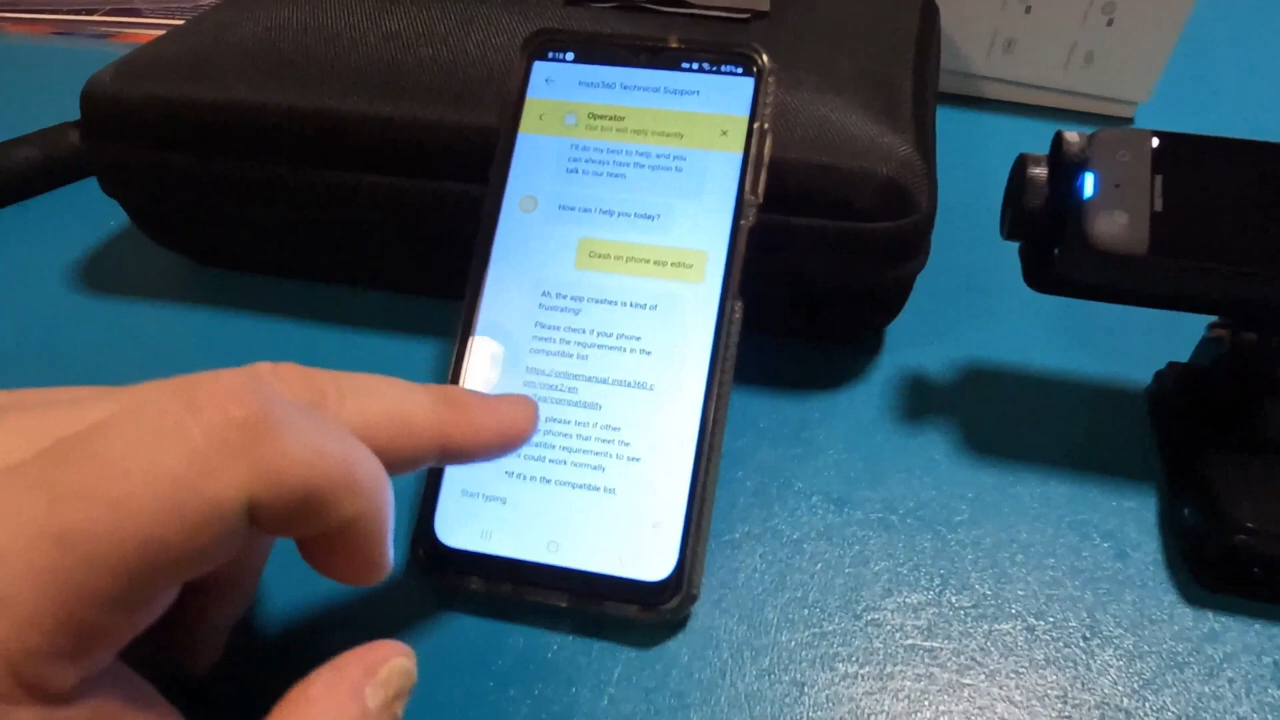 8:18
65%
Insta360 Technical Support
Operator
Our bot will reply instantly
I'll do my best to help, and you
can always have the option to
talk to our team.
How can I help you today?
Crash on phone app editor
Ah, the app crashes is kind of
frustrating!
Please check if your phone
meets the requirements in the
compatible list
https://onlinemanual.insta360.c
om/onex2/en
/compatibility
please test if other
phones that meet the
requirements to see
could work normally
*If it's in the compatible list,
Start typing